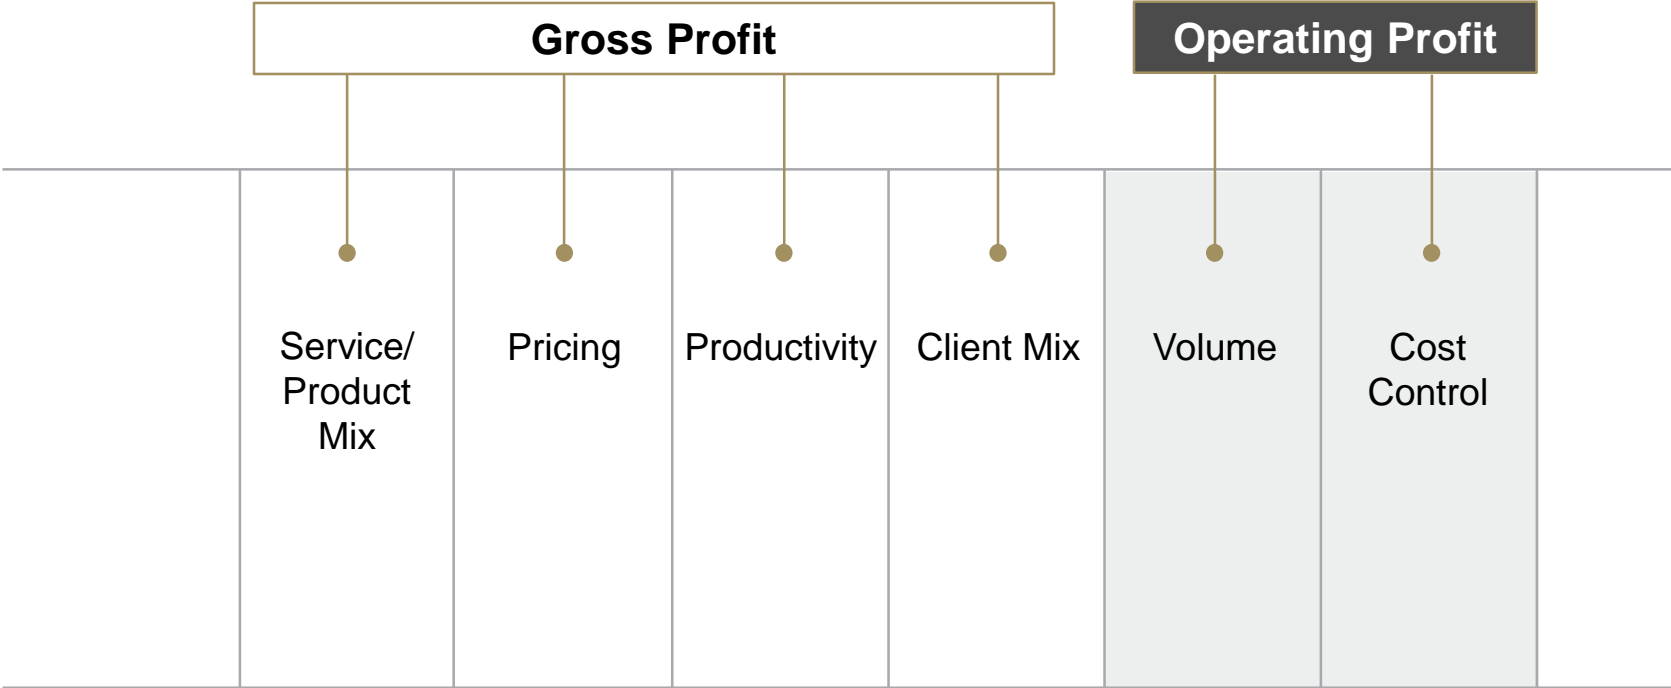 Gross Profit
Operating Profit
Service/
Product
Mix
Pricing
Productivity
Client Mix
Volume
Cost
Control